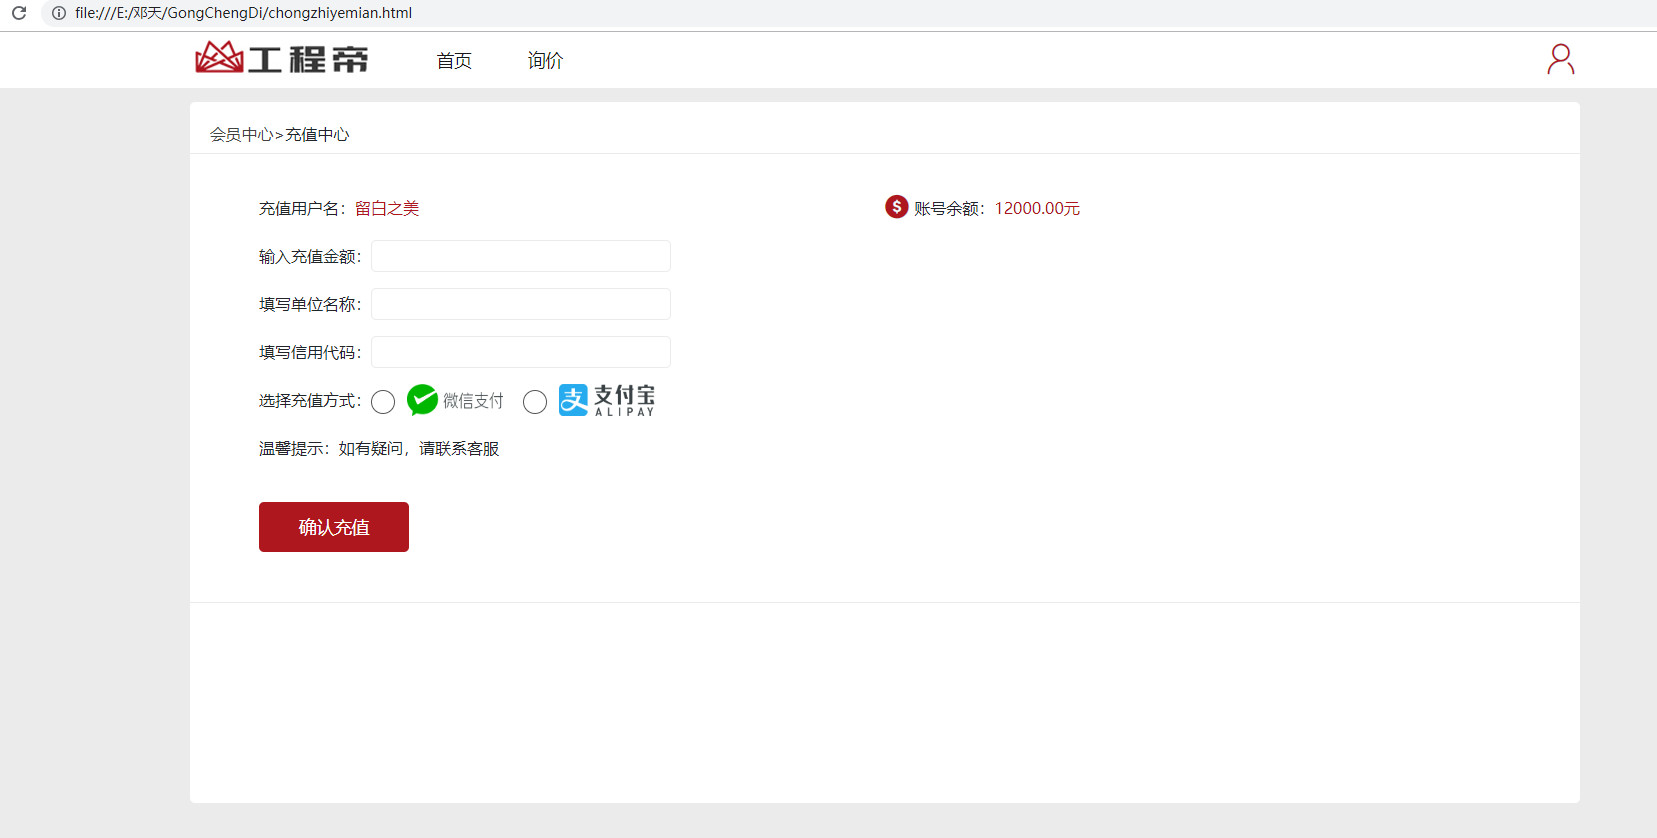 file:///E:/邓天/GongChengDi/chongzhiyemian.html
工程帝 首页 询价
会员中心>充值中心
充值用户名：留白之美 $ 账号余额：12000.00元
输入充值金额：
填写单位名称：
填写信用代码：
选择充值方式： 微信支付 支 支付宝 ALIPAY
温馨提示：如有疑问，请联系客服
确认充值